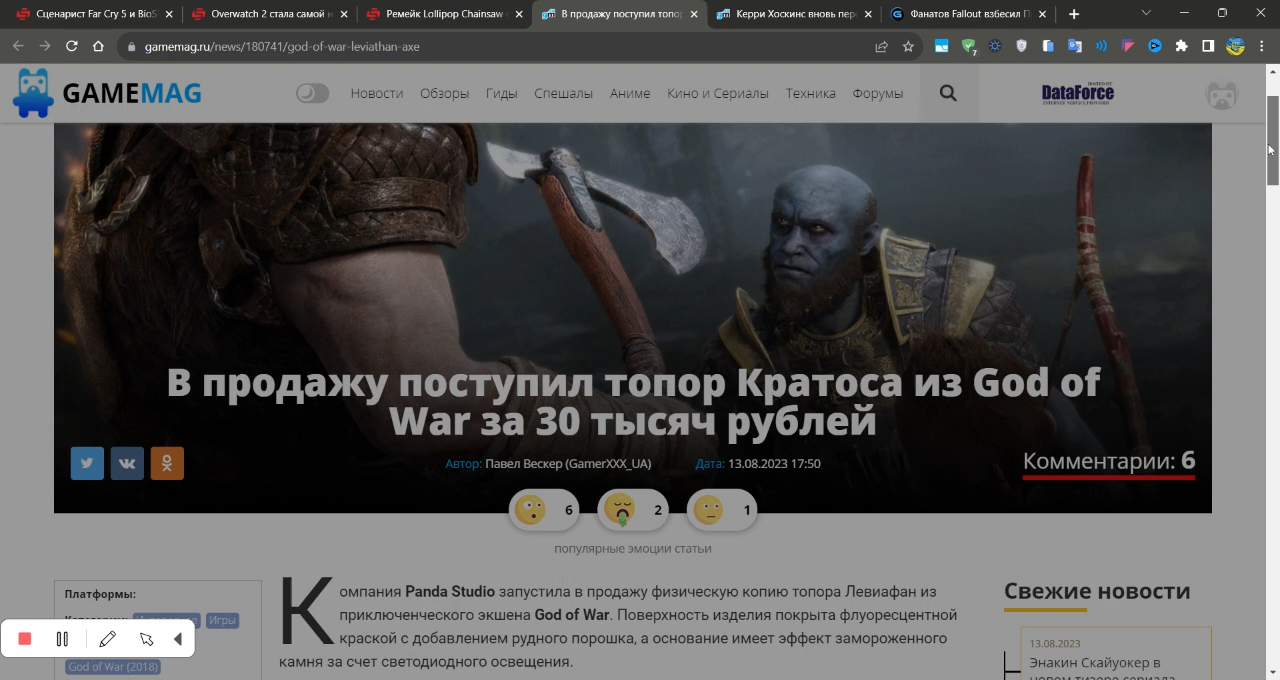 Сценарист Far Cry 5 и BioS
Overwatch 2 стала самой н
Ремейк Lollipop Chainsaw с
В продажу поступил топор
Керри Хоскинс вновь пере
Фанатов Fallout взбесил П
gamemag.ru/news/180741/god-of-war-leviathan-axe
7
GAMEMAG
Новости Обзоры Гиды Спешалы Аниме Кино и Сериалы Техника Форумы
DataForce
В продажу поступил топор Кратоса из God of
War за 30 тысяч рублей
Автор: Павел Вескер (GamerXXX_UA) Дата: 13.08.2023 17:50
Комментарии: 6
6 2 1
популярные эмоции статьи
Платформы:
Игры
God of War (2018)
Компания Panda Studio запустила в продажу физическую копию топора Левиафан из
приключенческого экшена God of War. Поверхность изделия покрыта флуоресцентной
краской с добавлением рудного порошка, а основание имеет эффект замороженного
камня за счет светодиодного освещения.
Свежие новости
13.08.2023
Энакин Скайуокер в
новом тизере сериала